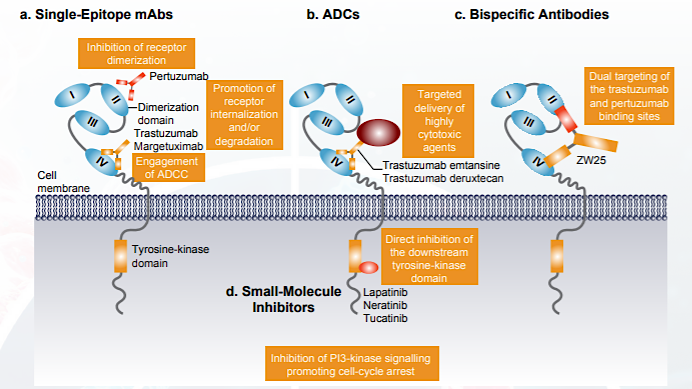 a. Single-Epitope mAbs
Inhibition of receptor
dimerization
Pertuzumab
I
II
III
IV
Dimerization
domain
Trastuzumab
Margetuximab
Promotion of
receptor
internalization
and/or
degradation
Engagement
of ADCC
Cell
membrane
Tyrosine-kinase
domain
b. ADCs
I
II
III
IV
Targeted
delivery of
highly
cytotoxic
agents
Trastuzumab emtansine
Trastuzumab deruxtecan
c. Bispecific Antibodies
I
II
III
IV
Dual targeting of
the trastuzumab
and pertuzumab
binding sites
ZW25
d. Small-Molecule
Inhibitors
Direct inhibition of
the downstream
tyrosine-kinase
domain
Lapatinib
Neratinib
Tucatinib
Inhibition of PI3-kinase signalling
promoting cell-cycle arrest